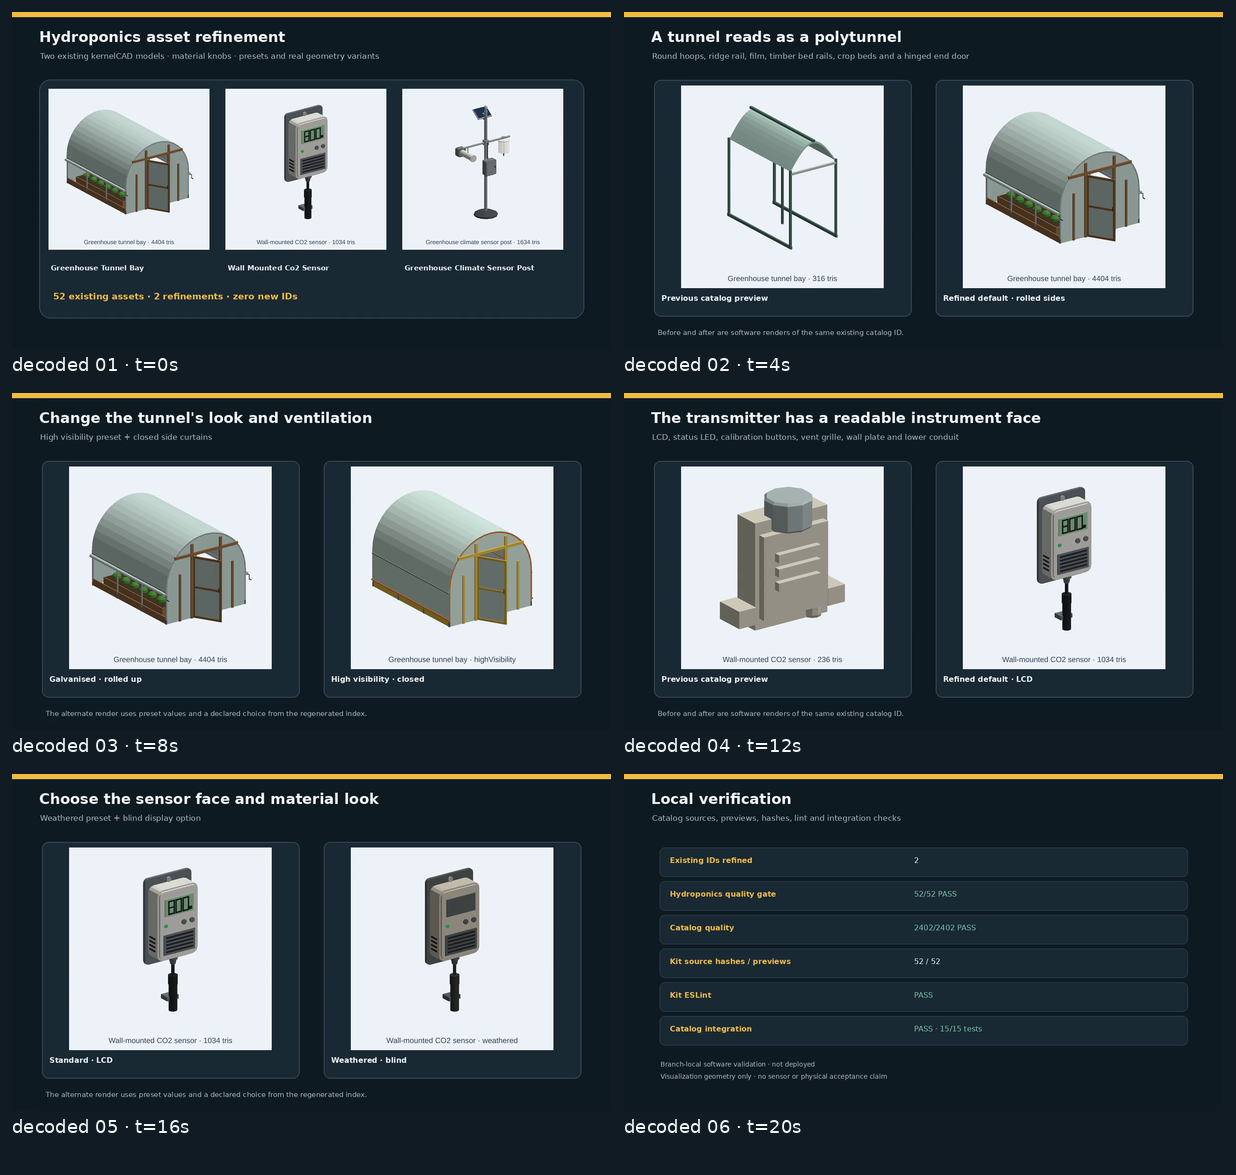 Hydroponics asset refinement
Two existing kernelCAD models · material knobs · presets and real geometry variants
Greenhouse tunnel bay · 4404 tris
Wall-mounted CO2 sensor · 1034 tris
Greenhouse climate sensor post · 1634 tris
Greenhouse Tunnel Bay
Wall Mounted Co2 Sensor
Greenhouse Climate Sensor Post
52 existing assets · 2 refinements · zero new IDs
decoded 01 · t=0s
A tunnel reads as a polytunnel
Round hoops, ridge rail, film, timber bed rails, crop beds and a hinged end door
Greenhouse tunnel bay · 316 tris
Greenhouse tunnel bay · 4404 tris
Previous catalog preview
Refined default · rolled sides
Before and after are software renders of the same existing catalog ID.
decoded 02 · t=4s
Change the tunnel's look and ventilation
High visibility preset + closed side curtains
Greenhouse tunnel bay · 4404 tris
Greenhouse tunnel bay · highVisibility
Galvanised · rolled up
High visibility · closed
The alternate render uses preset values and a declared choice from the regenerated index.
decoded 03 · t=8s
The transmitter has a readable instrument face
LCD, status LED, calibration buttons, vent grille, wall plate and lower conduit
Wall-mounted CO2 sensor · 236 tris
Wall-mounted CO2 sensor · 1034 tris
Previous catalog preview
Refined default · LCD
Before and after are software renders of the same existing catalog ID.
decoded 04 · t=12s
Choose the sensor face and material look
Weathered preset + blind display option
Wall-mounted CO2 sensor · 1034 tris
Wall-mounted CO2 sensor · weathered
Standard · LCD
Weathered · blind
The alternate render uses preset values and a declared choice from the regenerated index.
decoded 05 · t=16s
Local verification
Catalog sources, previews, hashes, lint and integration checks
Existing IDs refined 2
Hydroponics quality gate 52/52 PASS
Catalog quality 2402/2402 PASS
Kit source hashes / previews 52 / 52
Kit ESLint PASS
Catalog integration PASS · 15/15 tests
Branch-local software validation · not deployed
Visualization geometry only · no sensor or physical acceptance claim
decoded 06 · t=20s